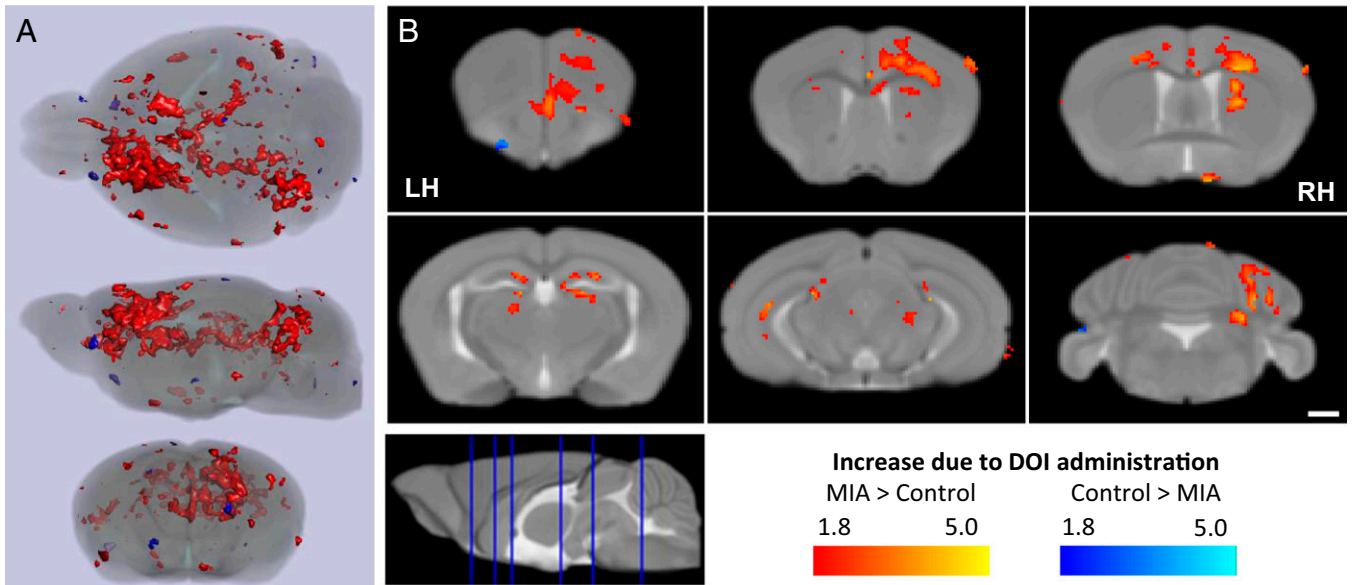 A
B
LH
RH
Increase due to DOI administration
MIA > Control
Control > MIA
1.8 5.0
1.8 5.0